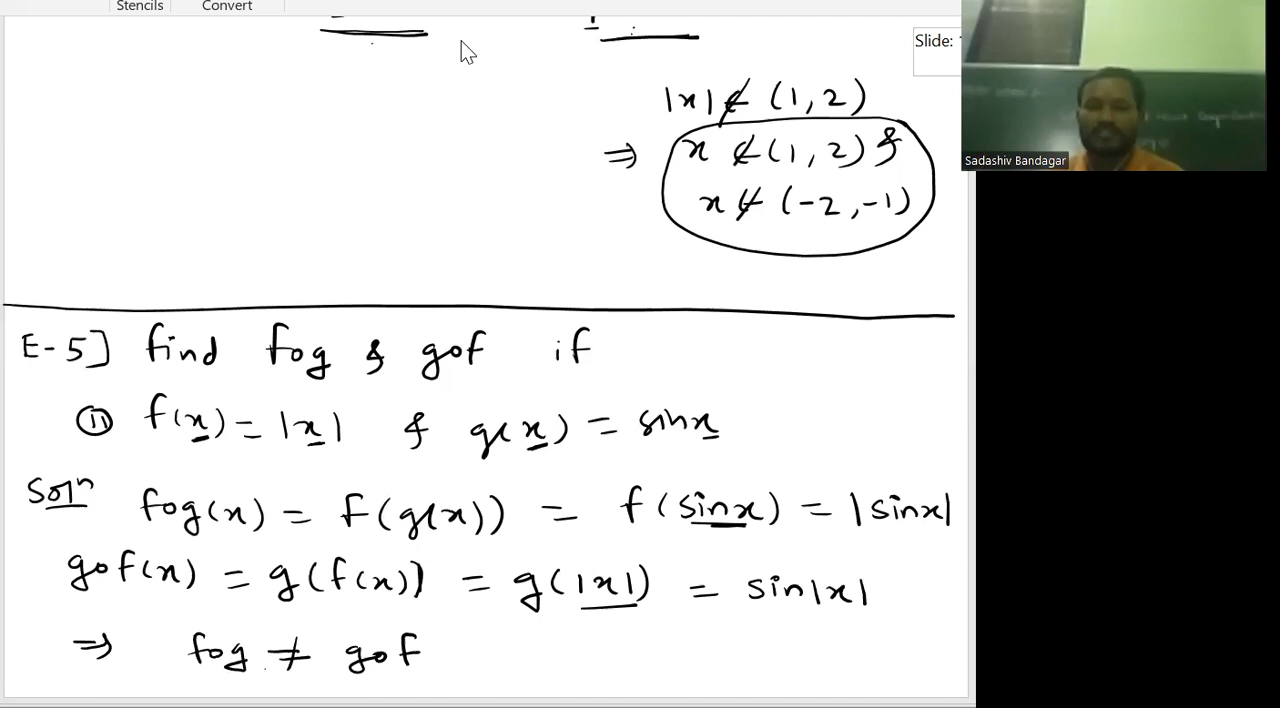 Stencils Convert
Slide:
|x| ∉ (1, 2)
⇒ x ∉ (1, 2) &
x ∉ (-2, -1)
Sadashiv Bandagar
E-5] find fog & gof if
(ii) f(x) = |x| & g(x) = sinx
Solⁿ fog(x) = f(g(x)) = f(sinx) = |sinx|
gof(x) = g(f(x)) = g(|x|) = sin|x|
⇒ fog ≠ gof